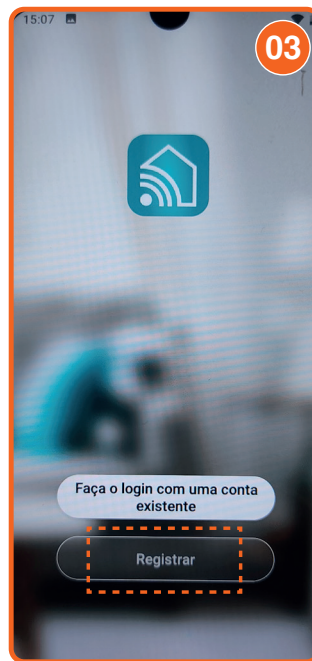 15:07
03
Faça o login com uma conta
existente
Registrar